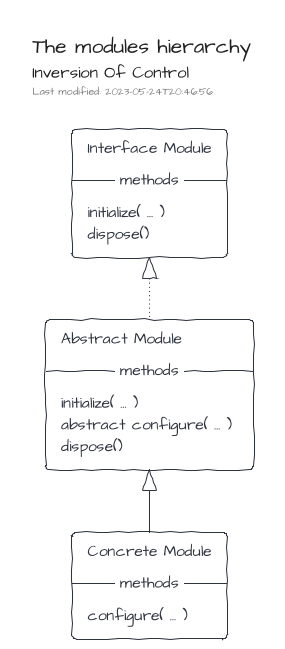 The modules hierarchy
Inversion Of Control
Last modified: 2023-05-24T20:46:56
Interface Module
methods
initialize( ... )
dispose()
Abstract Module
methods
initialize( ... )
abstract configure( ... )
dispose()
Concrete Module
methods
configure( ... )